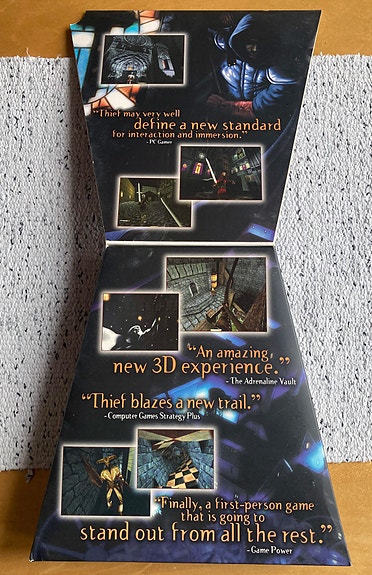 “Thief may very well
define a new standard
for interaction and immersion.”
- PC Gamer
“An amazing
new 3D experience.”
- The Adrenaline Vault
“Thief blazes a new trail.”
- Computer Games Strategy Plus
“Finally, a first-person game
that is going to
stand out from all the rest.”
- Game Power